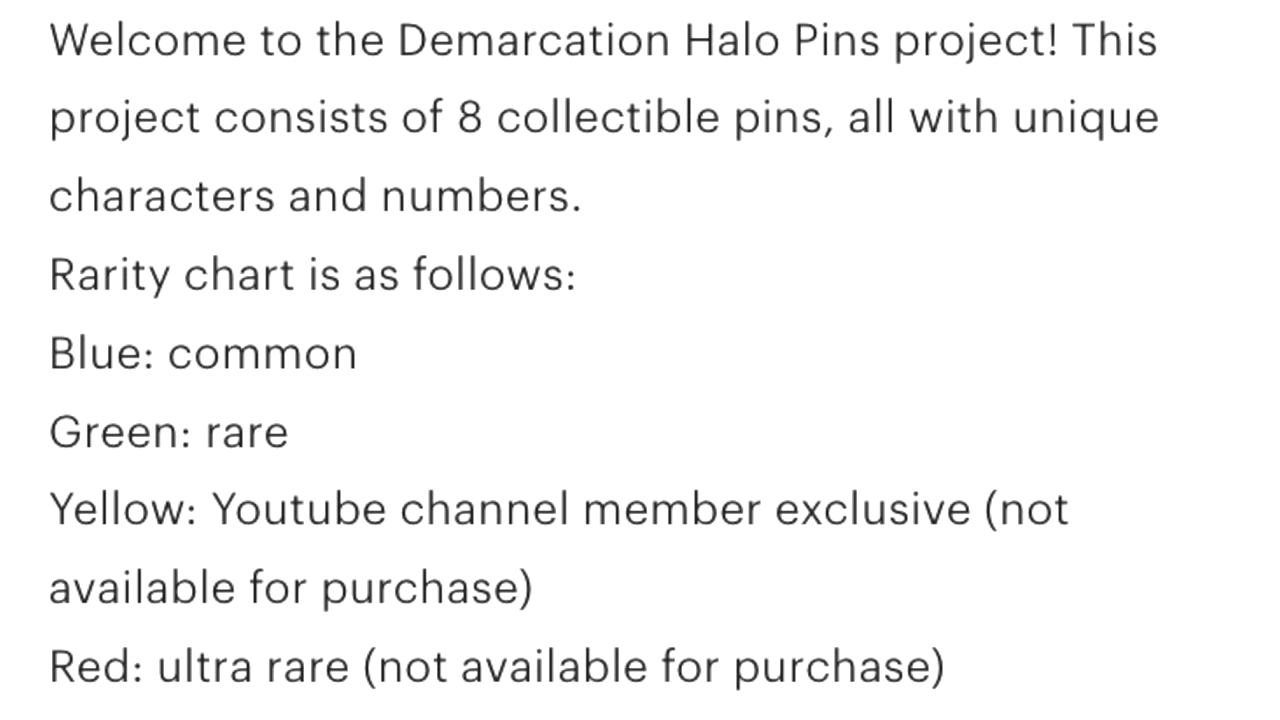 Welcome to the Demarcation Halo Pins project! This
project consists of 8 collectible pins, all with unique
characters and numbers.
Rarity chart is as follows:
Blue: common
Green: rare
Yellow: Youtube channel member exclusive (not
available for purchase)
Red: ultra rare (not available for purchase)